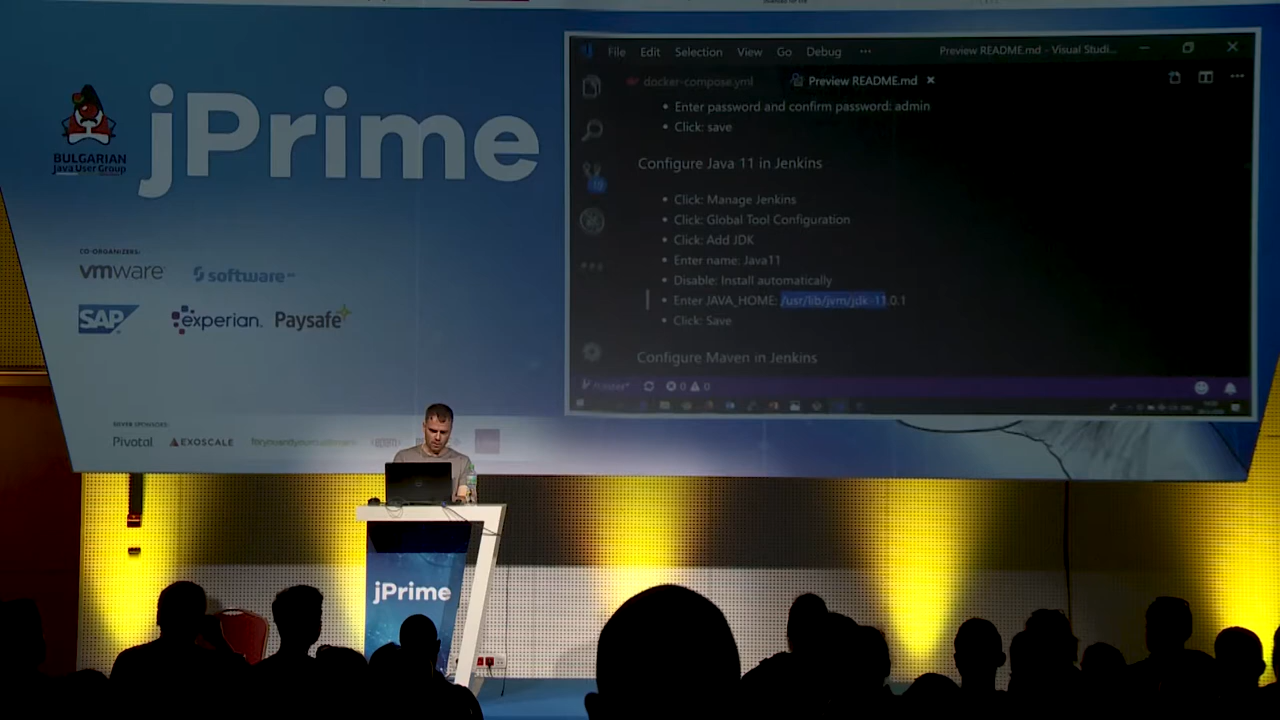 BULGARIAN
Java User Group
jPrime
CO-ORGANIZERS:
vmware
software
SAP
experian.
Paysafe
SILVER SPONSORS:
Pivotal
EXOSCALE
File Edit Selection View Go Debug ···
Preview README.md - Visual Studi...
docker-compose.yml
Preview README.md
• Enter password and confirm password: admin
• Click: save
Configure Java 11 in Jenkins
• Click: Manage Jenkins
• Click: Global Tool Configuration
• Click: Add JDK
• Enter name: Java11
• Disable: Install automatically
• Enter JAVA_HOME: /usr/lib/jvm/jdk-11.0.1
• Click: Save
Configure Maven in Jenkins
0 0
jPrime